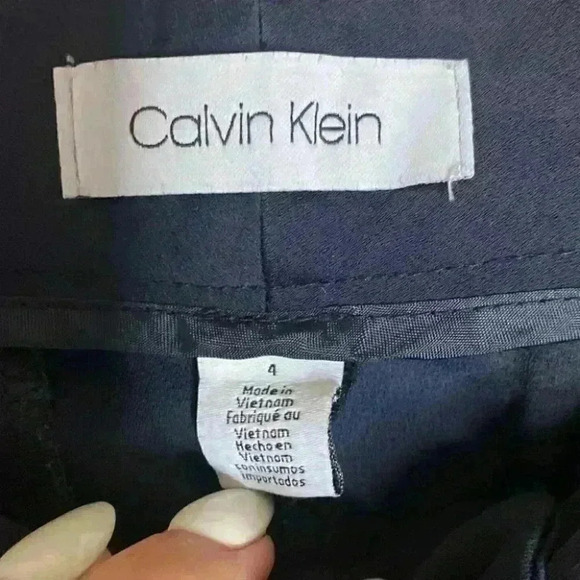 Calvin Klein
4
Made in
Vietnam
Fabriqué au
Vietnam
Hecho en
Vietnam
con insumos
importados